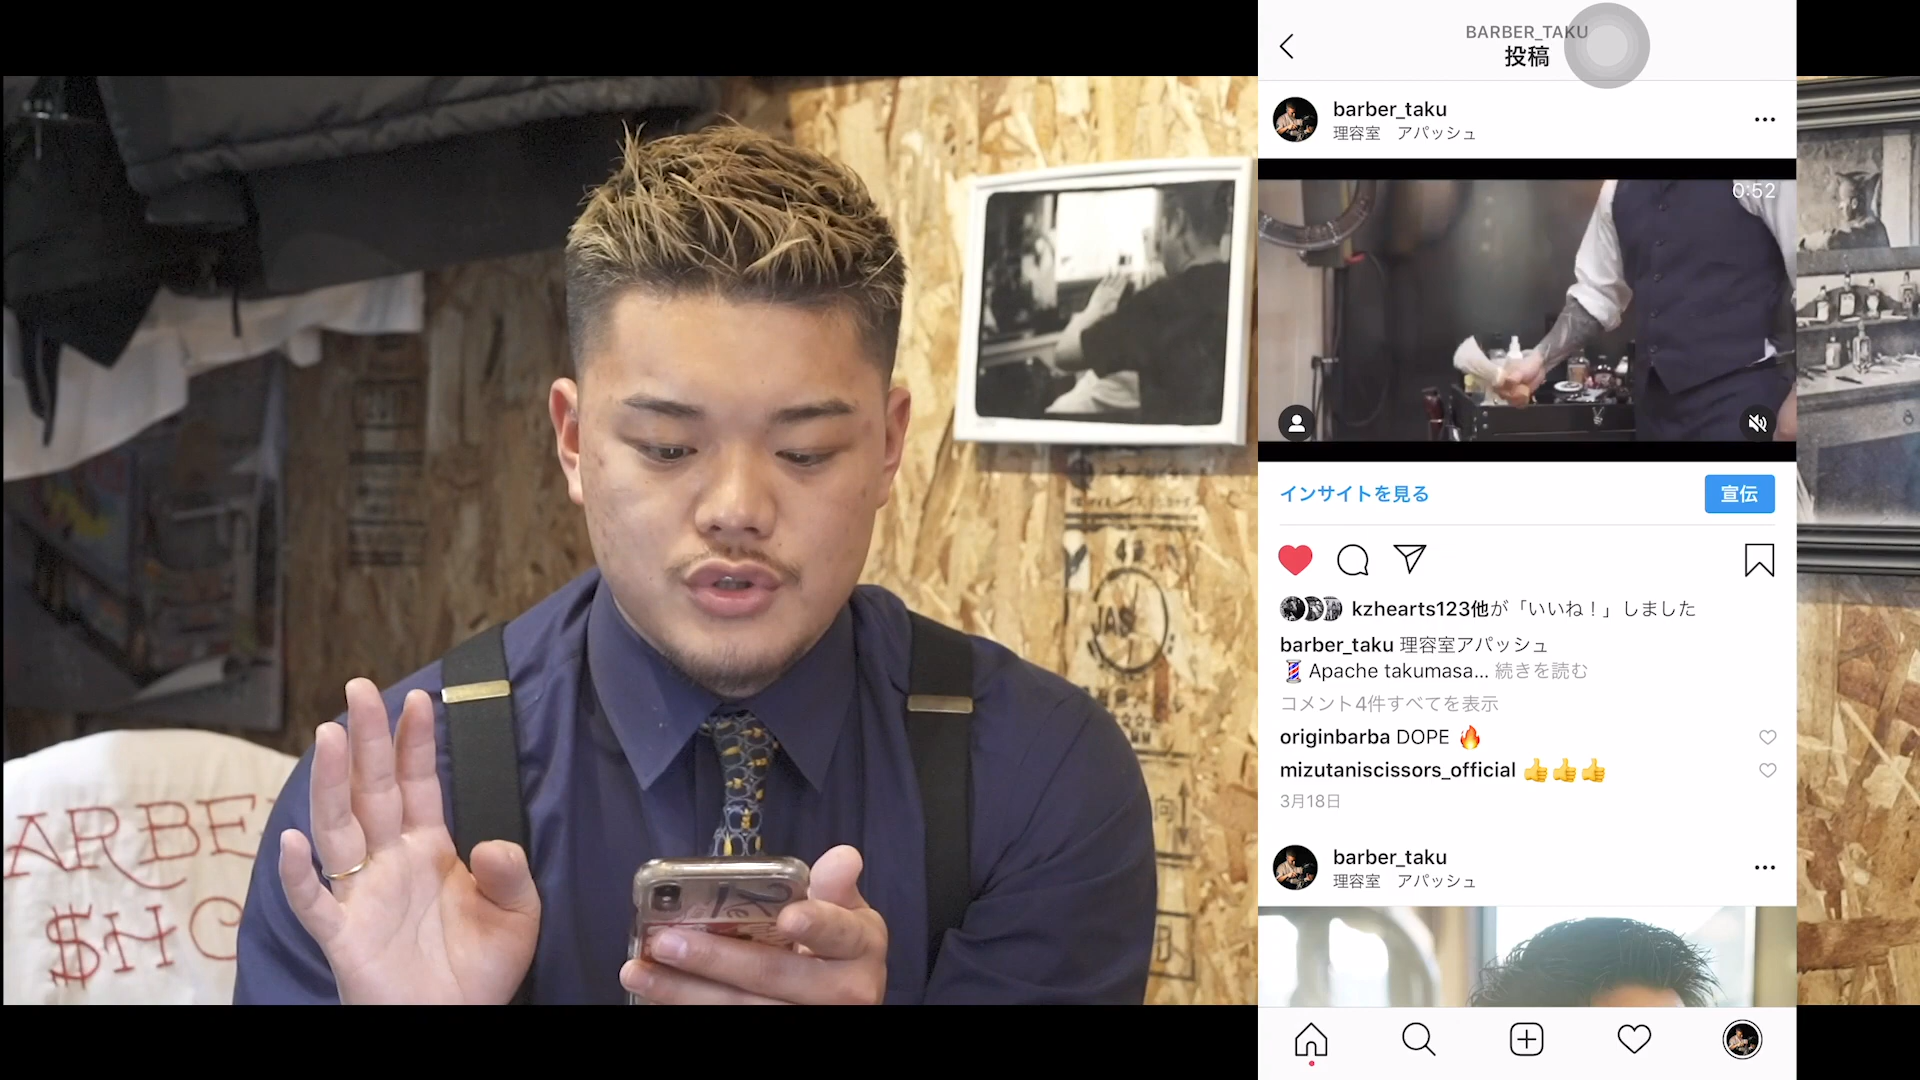 BARBER_TAKU
投稿
barber_taku
理容室 アパッシュ
0:52
インサイトを見る
宣伝
kzhearts123他が「いいね！」しました
barber_taku 理容室アパッシュ
💈 Apache takumasa... 続きを読む
コメント4件すべてを表示
originbarba DOPE 🔥
mizutaniscissors_official 👍👍👍
3月18日
barber_taku
理容室 アパッシュ
ARBE
$HO
JAS